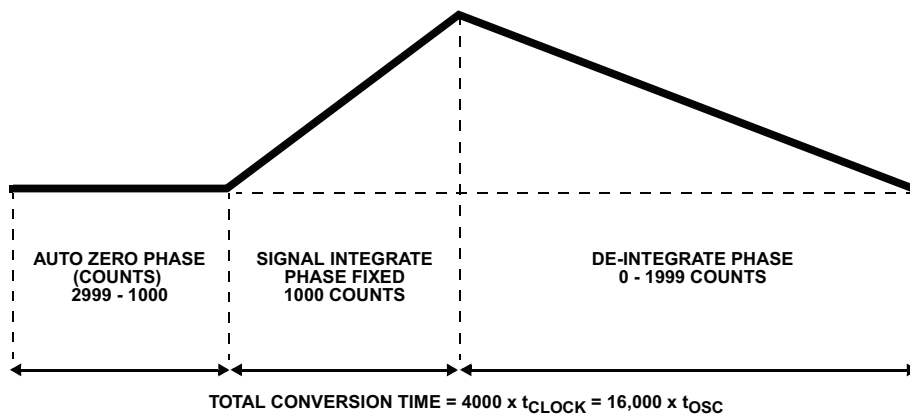 AUTO ZERO PHASE
(COUNTS)
2999 - 1000
SIGNAL INTEGRATE
PHASE FIXED
1000 COUNTS
DE-INTEGRATE PHASE
0 - 1999 COUNTS
TOTAL CONVERSION TIME = 4000 x tCLOCK = 16,000 x tOSC